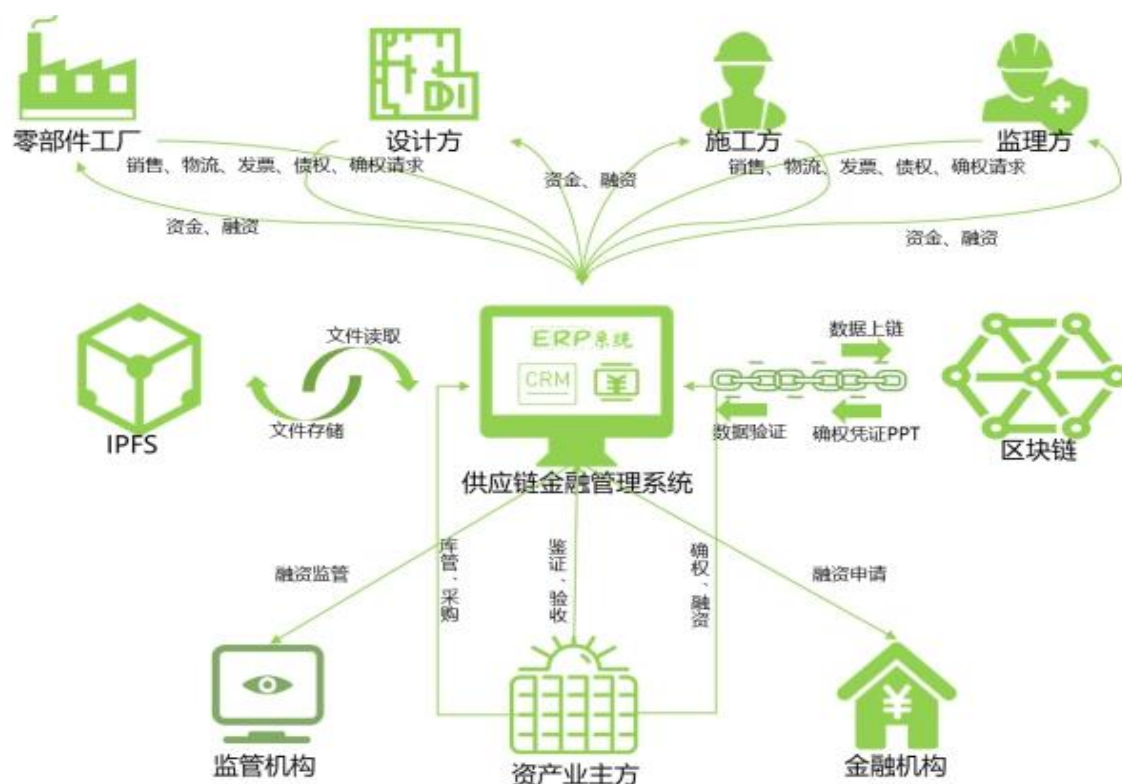 零部件工厂
设计方
施工方
监理方
销售、物流、发票、债权、确权请求
资金、融资
销售、物流、发票、债权、确权请求
资金、融资
资金、融资
文件读取
文件存储
IPFS
ERP系统
CRM
¥
供应链金融管理系统
数据上链
数据验证
确权凭证PPT
区块链
融资监管
库管、采购
鉴证、验收
确权、融资
融资申请
监管机构
资产业主方
¥
金融机构